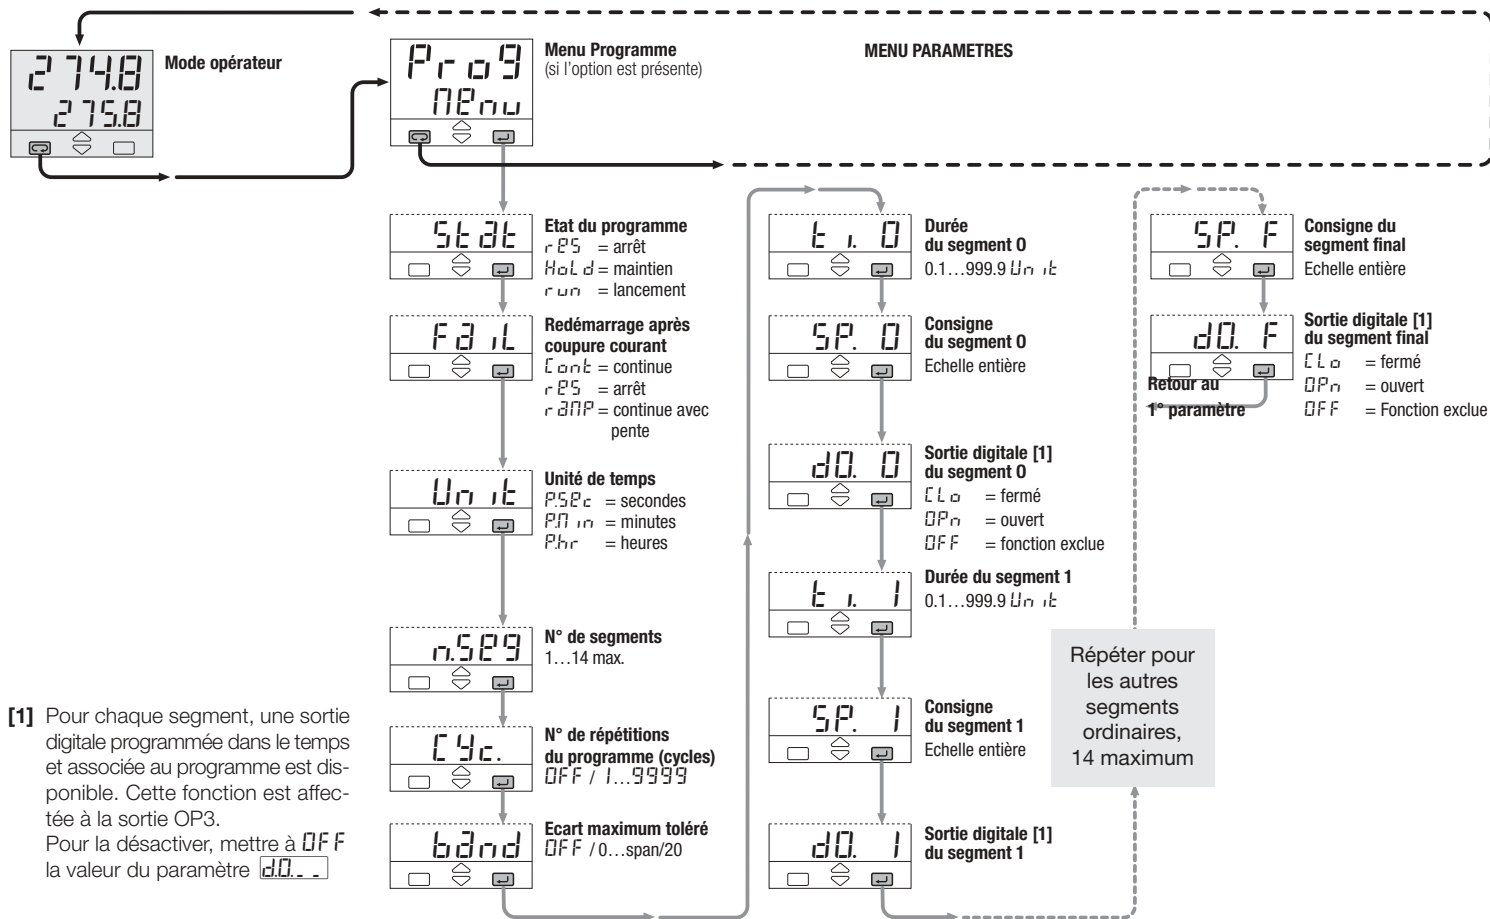 274.8
275.8
Mode opérateur
Prog
MEnu
Menu Programme
(si l'option est présente)
MENU PARAMETRES
Stat
Etat du programme
rES = arrêt
HoLd = maintien
run = lancement
FaiL
Redémarrage après
coupure courant
Cont = continue
rES = arrêt
raMP = continue avec
pente
Unit
Unité de temps
P.SEc = secondes
P.Min = minutes
P.hr = heures
n.SEg
N° de segments
1…14 max.
CYc.
N° de répétitions
du programme (cycles)
OFF / 1...9999
band
Ecart maximum toléré
OFF / 0…span/20
[1] Pour chaque segment, une sortie
digitale programmée dans le temps
et associée au programme est dis-
ponible. Cette fonction est affec-
tée à la sortie OP3.
Pour la désactiver, mettre à OFF
la valeur du paramètre d.O._ _
ti. 0
Durée
du segment 0
0.1…999.9 Unit
SP. 0
Consigne
du segment 0
Echelle entière
dO. 0
Sortie digitale [1]
du segment 0
CLo = fermé
OPn = ouvert
OFF = fonction exclue
ti. 1
Durée du segment 1
0.1…999.9 Unit
SP. 1
Consigne
du segment 1
Echelle entière
dO. 1
Sortie digitale [1]
du segment 1
Répéter pour
les autres
segments
ordinaires,
14 maximum
SP. F
Consigne du
segment final
Echelle entière
dO. F
Sortie digitale [1]
du segment final
CLo = fermé
OPn = ouvert
OFF = Fonction exclue
Retour au
1° paramètre